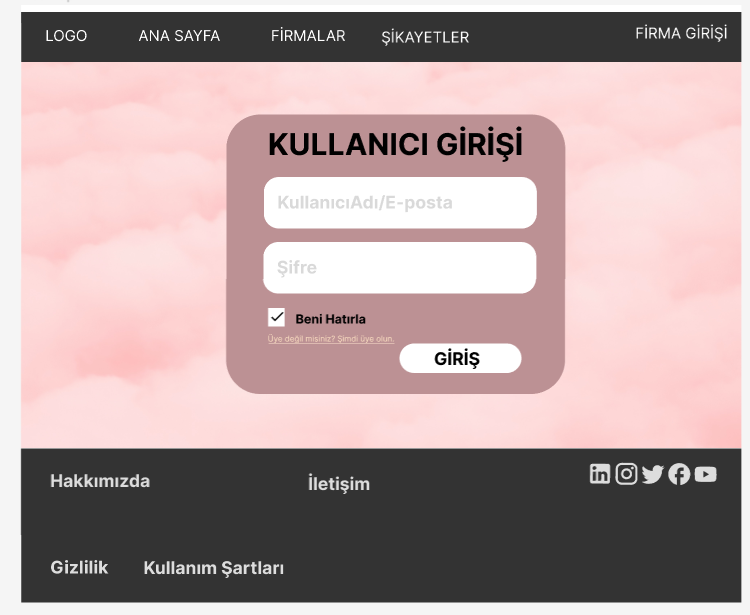 LOGO ANA SAYFA FİRMALAR ŞİKAYETLER FİRMA GİRİŞİ
KULLANICI GİRİŞİ
KullanıcıAdı/E-posta
Şifre
Beni Hatırla
Üye değil misiniz? Şimdi üye olun.
GİRİŞ
Hakkımızda İletişim
Gizlilik Kullanım Şartları